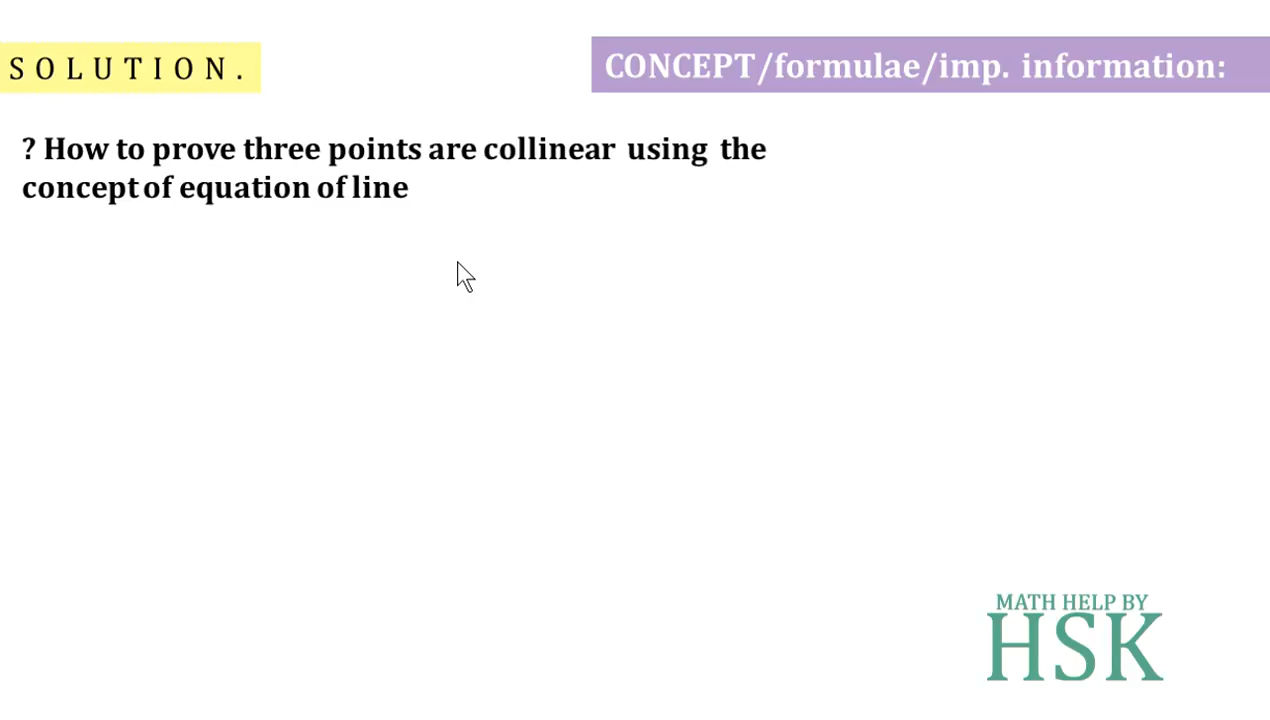 SOLUTION.
CONCEPT/formulae/imp. information:
? How to prove three points are collinear using the
concept of equation of line
MATH HELP BY
HSK